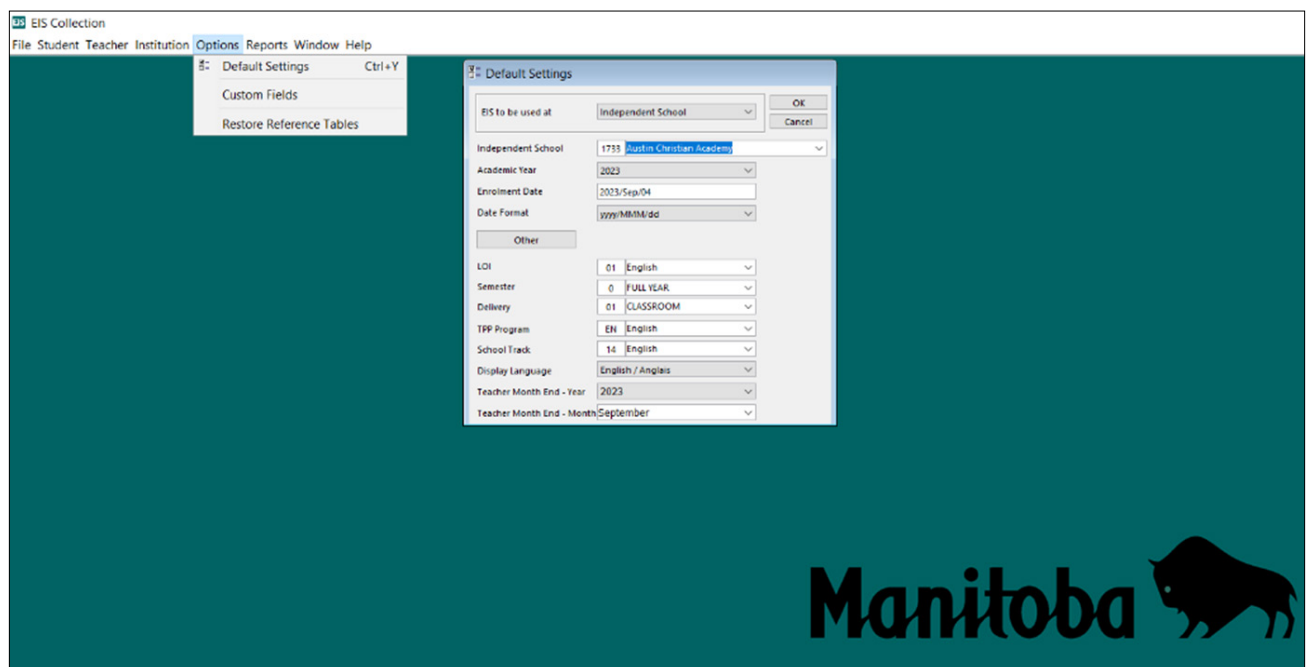 EIS EIS Collection
File Student Teacher Institution Options Reports Window Help
Default Settings Ctrl+Y
Custom Fields
Restore Reference Tables
Default Settings
EIS to be used at Independent School OK
Cancel
Independent School 1733 Austin Christian Academy
Academic Year 2023
Enrolment Date 2023/Sep/04
Date Format yyyy/MMM/dd
Other
LOI 01 English
Semester 0 FULL YEAR
Delivery 01 CLASSROOM
TPP Program EN English
School Track 14 English
Display Language English / Anglais
Teacher Month End - Year 2023
Teacher Month End - Month September
Manitoba